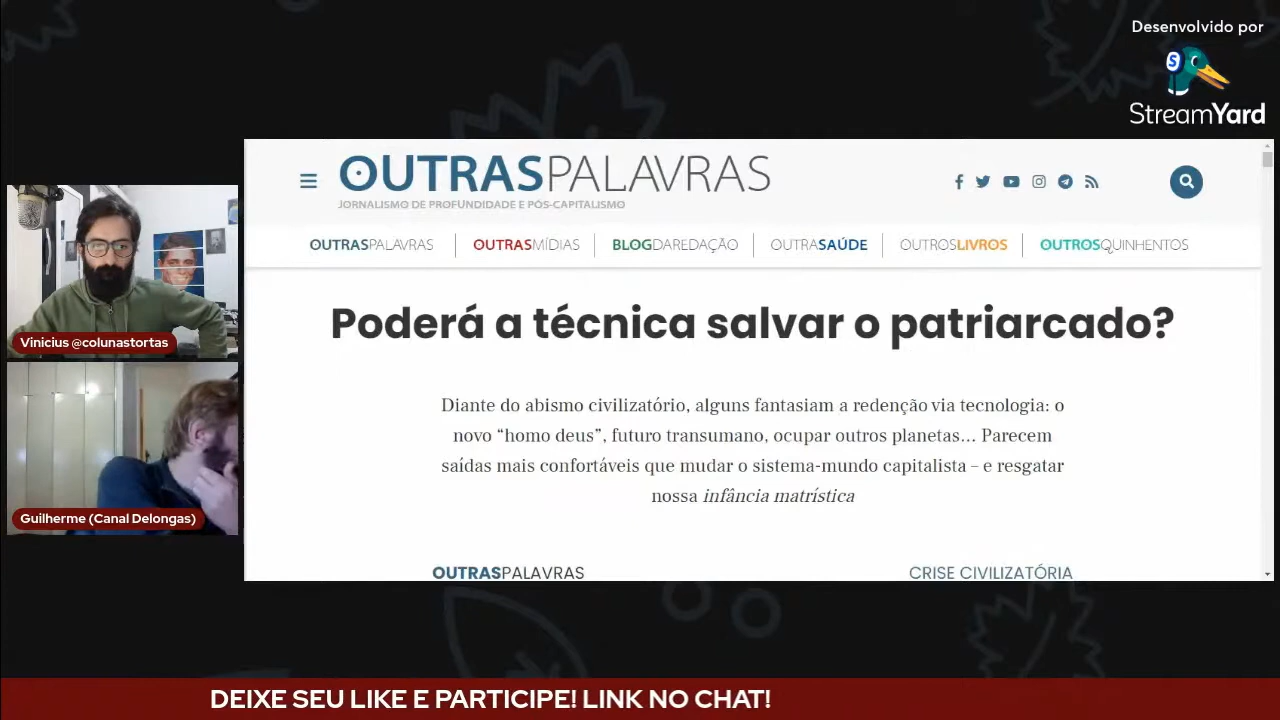 Desenvolvido por
StreamYard
OUTRASPALAVRAS
JORNALISMO DE PROFUNDIDADE E PÓS-CAPITALISMO
OUTRASPALAVRAS OUTRASMÍDIAS BLOGDAREDAÇÃO OUTRASAÚDE OUTROSLIVROS OUTROSQUINHENTOS
Poderá a técnica salvar o patriarcado?
Diante do abismo civilizatório, alguns fantasiam a redenção via tecnologia: o
novo “homo deus”, futuro transumano, ocupar outros planetas… Parecem
saídas mais confortáveis que mudar o sistema-mundo capitalista – e resgatar
nossa infância matrística
OUTRASPALAVRAS CRISE CIVILIZATÓRIA
Vinicius @colunastortas
Guilherme (Canal Delongas)
DEIXE SEU LIKE E PARTICIPE! LINK NO CHAT!